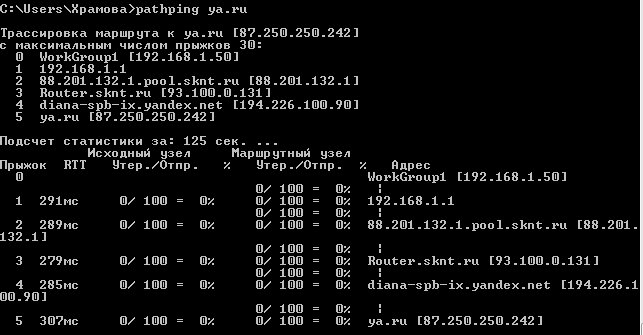 C:\Users\Храмова>pathping ya.ru
Трассировка маршрута к ya.ru [87.250.250.242]
с максимальным числом прыжков 30:
0 WorkGroup1 [192.168.1.50]
1 192.168.1.1
2 88.201.132.1.pool.sknt.ru [88.201.132.1]
3 Router.sknt.ru [93.100.0.131]
4 diana-spb-ix.yandex.net [194.226.100.90]
5 ya.ru [87.250.250.242]
Подсчет статистики за: 125 сек. ...
Исходный узел Маршрутный узел
Прыжок RTT Утер./Отпр. % Утер./Отпр. % Адрес
0 WorkGroup1 [192.168.1.50]
0/ 100 = 0% ¦
1 291мс 0/ 100 = 0% 0/ 100 = 0% 192.168.1.1
0/ 100 = 0% ¦
2 289мс 0/ 100 = 0% 0/ 100 = 0% 88.201.132.1.pool.sknt.ru [88.201.
132.1]
0/ 100 = 0% ¦
3 279мс 0/ 100 = 0% 0/ 100 = 0% Router.sknt.ru [93.100.0.131]
0/ 100 = 0% ¦
4 285мс 0/ 100 = 0% 0/ 100 = 0% diana-spb-ix.yandex.net [194.226.1
00.90]
0/ 100 = 0% ¦
5 307мс 0/ 100 = 0% 0/ 100 = 0% ya.ru [87.250.250.242]